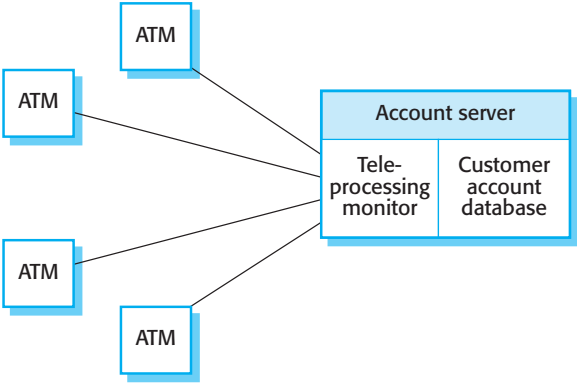 ATM
ATM
ATM
ATM
Account server
Tele-
processing
monitor
Customer
account
database